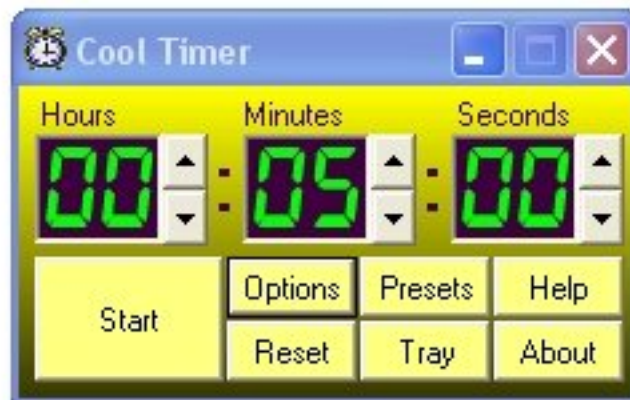 Cool Timer
Hours Minutes Seconds
00 : 05 : 00
Start
Options Presets Help
Reset Tray About